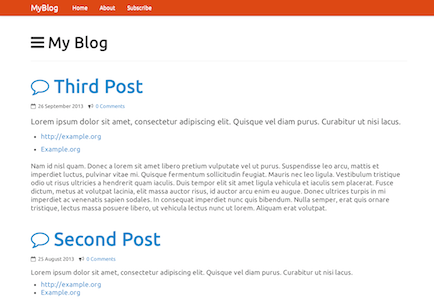 MyBlog Home About Subscribe
My Blog
Third Post
26 September 2013 0 Comments
Lorem ipsum dolor sit amet, consectetur adipiscing elit. Quisque vel diam purus. Curabitur ut nisi lacus.
http://example.org
Example.org
Nam id nisl quam. Donec a lorem sit amet libero pretium vulputate vel ut purus. Suspendisse leo arcu, mattis et
imperdiet luctus, pulvinar vitae mi. Quisque fermentum sollicitudin feugiat. Mauris nec leo ligula. Vestibulum tristique
odio ut risus ultricies a hendrerit quam iaculis. Duis tempor elit sit amet ligula vehicula et iaculis sem placerat. Fusce
dictum, metus at volutpat lacinia, elit massa auctor risus, id auctor arcu enim eu augue. Donec ultrices turpis in mi
imperdiet ac venenatis sapien sodales. In consequat imperdiet nunc quis bibendum. Nulla semper, erat quis ornare
tristique, lectus massa posuere libero, ut vehicula lectus nunc ut lorem. Aliquam erat volutpat.
Second Post
25 August 2013 0 Comments
Lorem ipsum dolor sit amet, consectetur adipiscing elit. Quisque vel diam purus. Curabitur ut nisi lacus.
http://example.org
Example.org